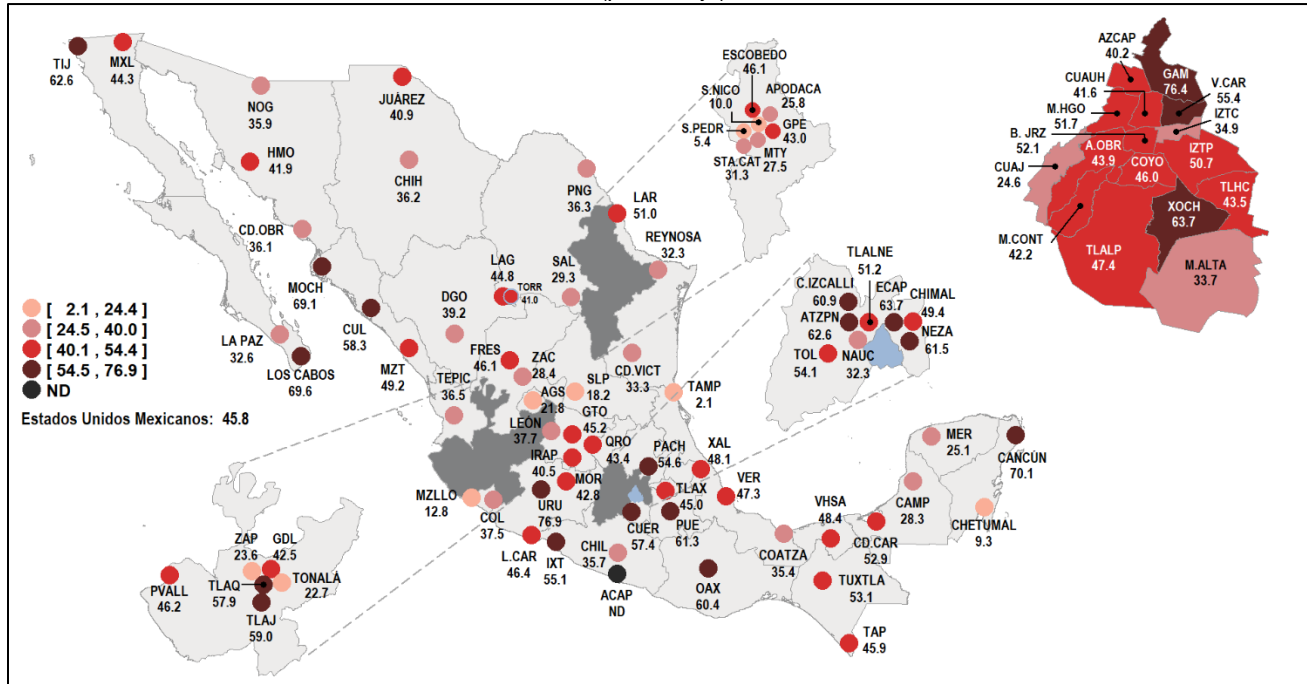 TIJ
62.6
MXL
44.3
NOG
35.9
HMO
41.9
JUÁREZ
40.9
CHIH
36.2
CD.OBR
36.1
MOCH
69.1
CUL
58.3
LA PAZ
32.6
LOS CABOS
69.6
MZT
49.2
DGO
39.2
LAG
44.8
TORR
41.0
SAL
29.3
PNG
36.3
LAR
51.0
REYNOSA
32.3
FRES
46.1
ZAC
28.4
TEPIC
36.5
AGS
21.8
SLP
18.2
CD.VICT
33.3
TAMP
2.1
LEÓN
37.7
GTO
45.2
QRO
43.4
IRAP
40.5
MOR
42.8
PACH
54.6
XAL
48.1
MZLLO
12.8
COL
37.5
URU
76.9
TLAX
45.0
VER
47.3
CUER
57.4
PUE
61.3
L.CAR
46.4
IXT
55.1
CHIL
35.7
ACAP
ND
OAX
60.4
COATZA
35.4
VHSA
48.4
CD.CAR
52.9
TUXTLA
53.1
TAP
45.9
MER
25.1
CANCÚN
70.1
CAMP
28.3
CHETUMAL
9.3
[ 2.1 , 24.4 ]
[ 24.5 , 40.0 ]
[ 40.1 , 54.4 ]
[ 54.5 , 76.9 ]
ND
Estados Unidos Mexicanos: 45.8
ZAP
23.6
GDL
42.5
PVALL
46.2
TLAQ
57.9
TONALÁ
22.7
TLAJ
59.0
ESCOBEDO
46.1
S.NICO
10.0
APODACA
25.8
S.PEDR
5.4
GPE
43.0
STA.CAT
31.3
MTY
27.5
TLALNE
51.2
C.IZCALLI
60.9
ECAP
63.7
CHIMAL
49.4
ATZPN
62.6
NEZA
61.5
TOL
54.1
NAUC
32.3
AZCAP
40.2
GAM
76.4
CUAUH
41.6
V.CAR
55.4
M.HGO
51.7
IZTC
34.9
B. JRZ
52.1
A.OBR
43.9
COYO
46.0
IZTP
50.7
CUAJ
24.6
TLHC
43.5
XOCH
63.7
M.CONT
42.2
TLALP
47.4
M.ALTA
33.7